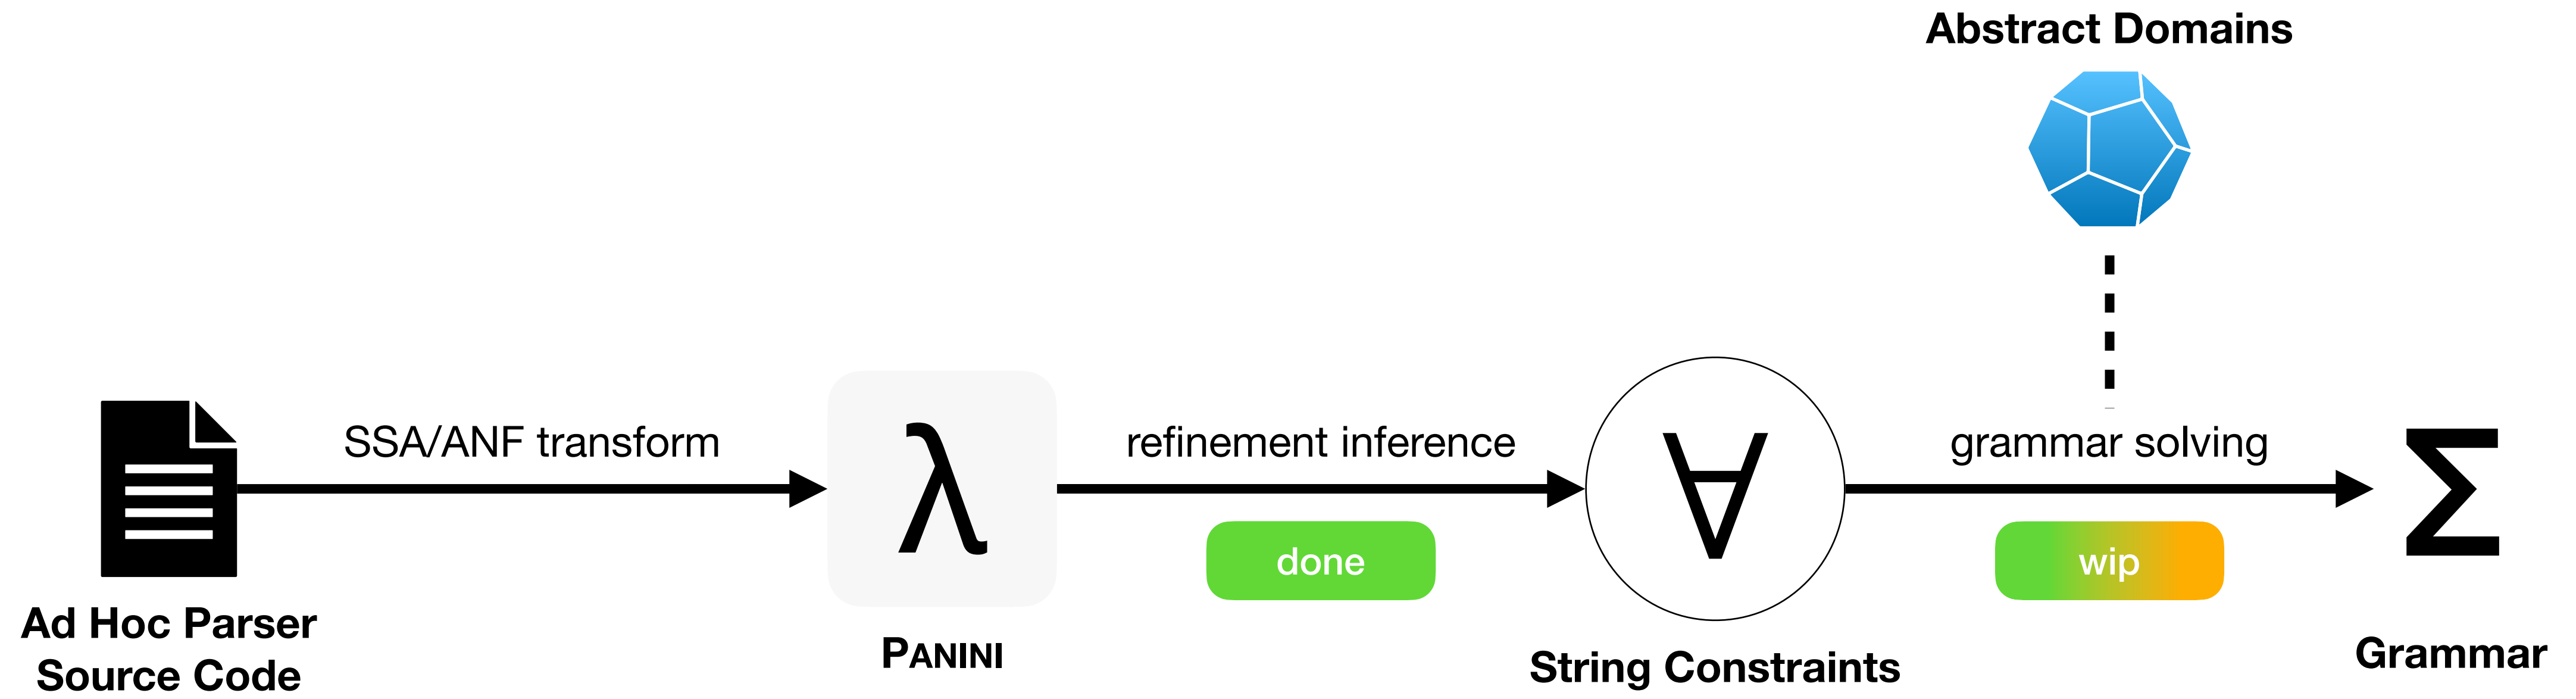 Abstract Domains
SSA/ANF transform
λ
refinement inference
done
∀
grammar solving
wip
Σ
Ad Hoc Parser
Source Code
PANINI
String Constraints
Grammar